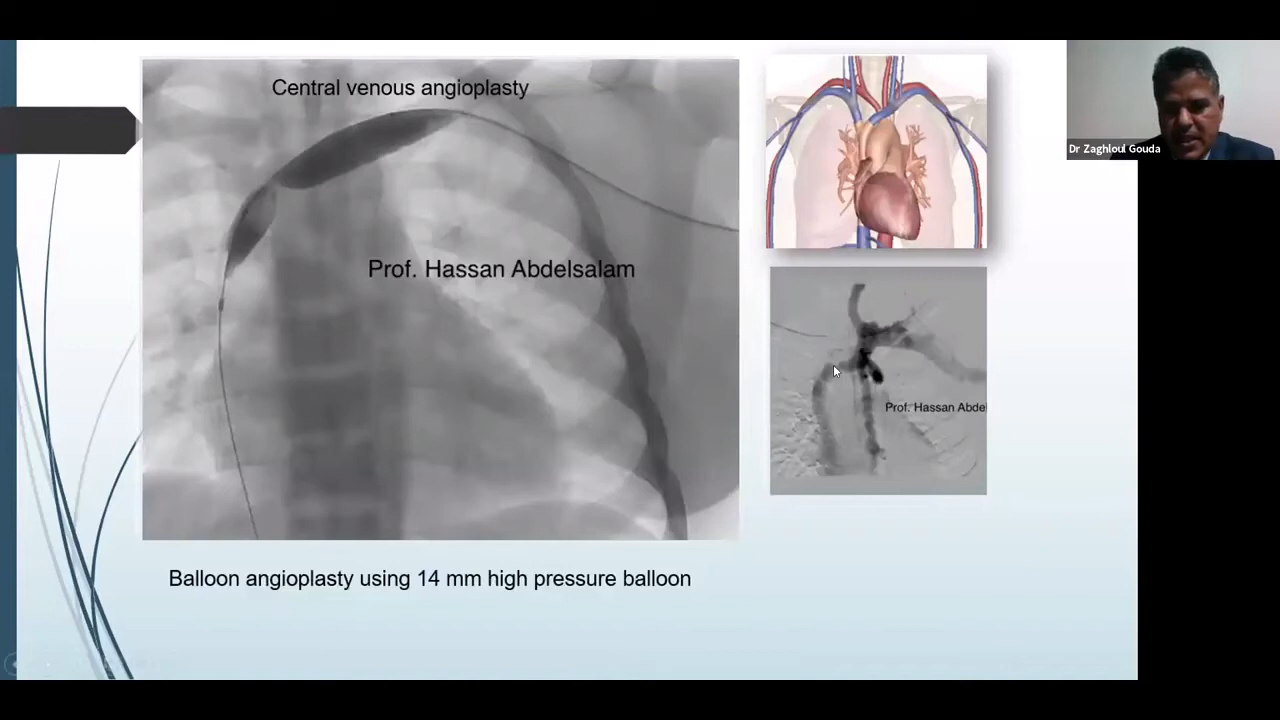 Central venous angioplasty
Prof. Hassan Abdelsalam
Balloon angioplasty using 14 mm high pressure balloon
Prof. Hassan Abdel
Dr Zaghloul Gouda